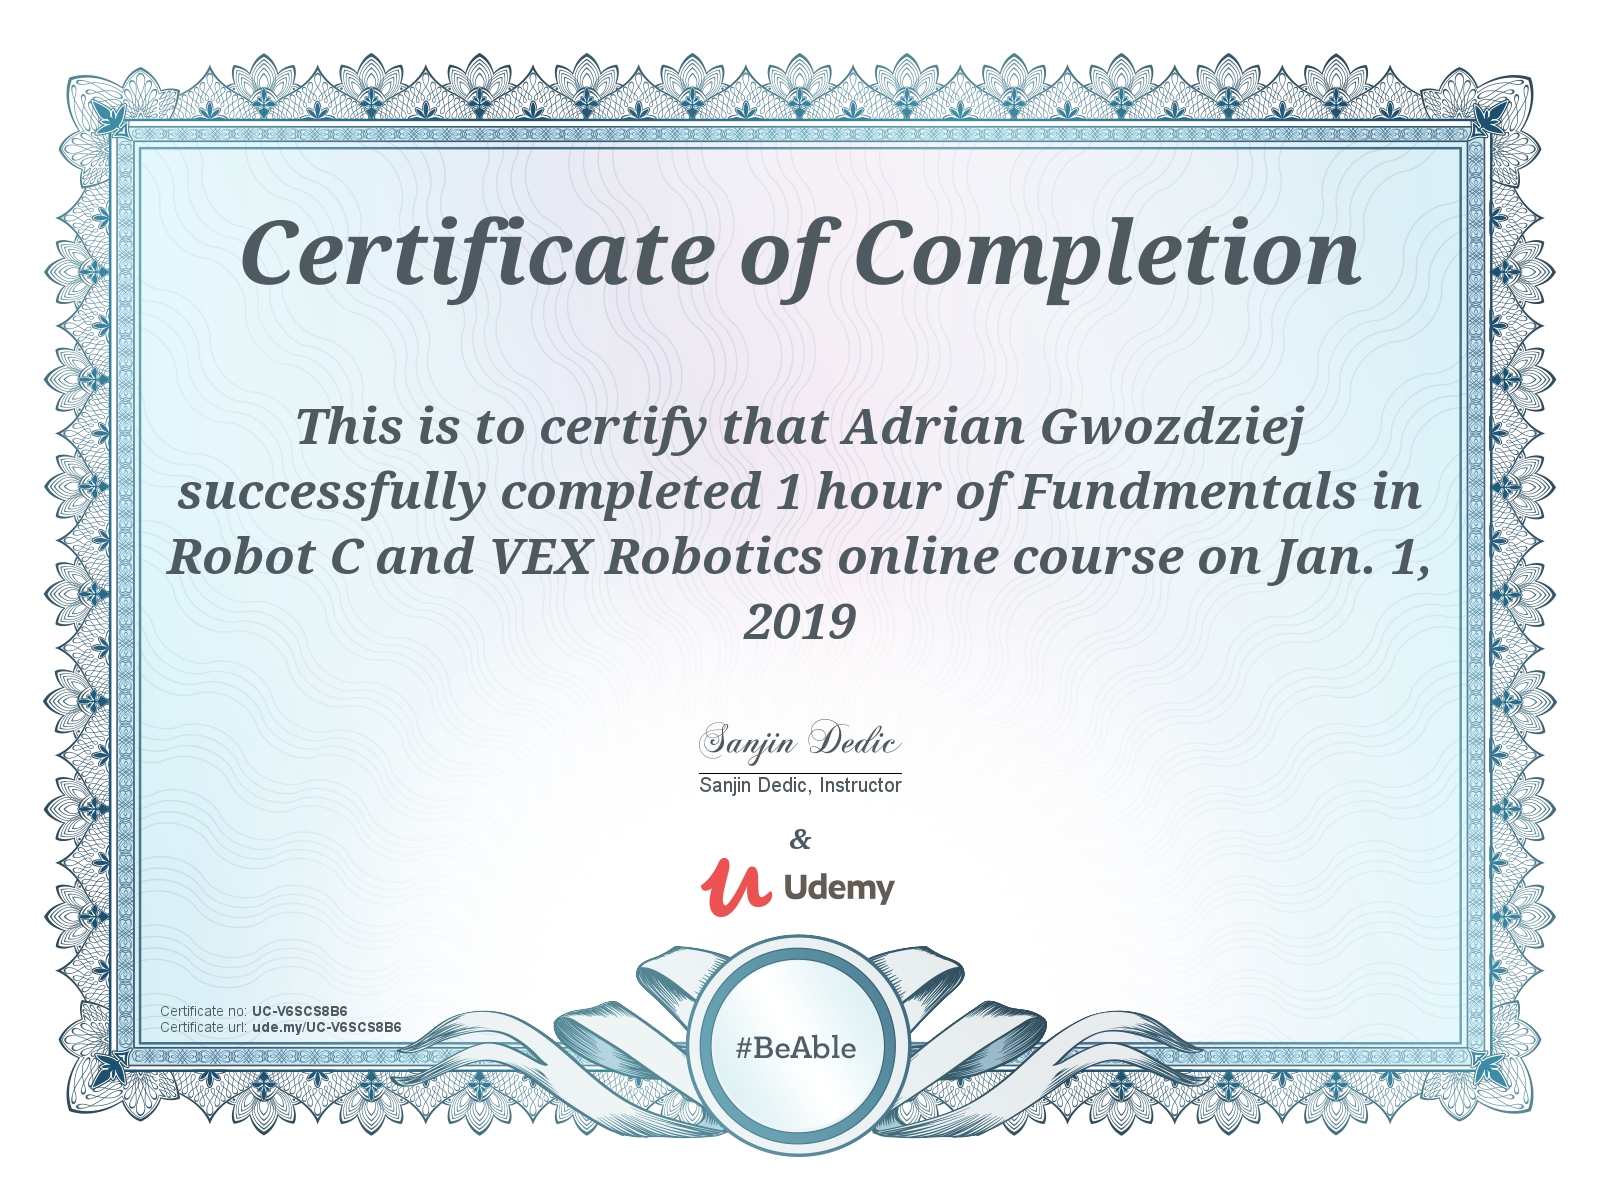 Certificate of Completion
This is to certify that Adrian Gwozdziej
successfully completed 1 hour of Fundmentals in
Robot C and VEX Robotics online course on Jan. 1,
2019
Sanjin Dedic
Sanjin Dedic, Instructor
&
Udemy
Certificate no: UC-V6SCS8B6
Certificate url: ude.my/UC-V6SCS8B6
#BeAble